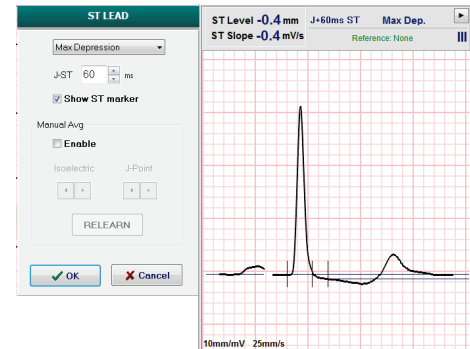 ST LEAD
Max Depression
J-ST 60 ms
Show ST marker
Manual Avg
Enable
Isoelectric J-Point
RELEARN
OK Cancel
ST Level -0.4 mm J+60ms ST Max Dep.
ST Slope -0.4 mV/s Reference: None III
10mm/mV 25mm/s